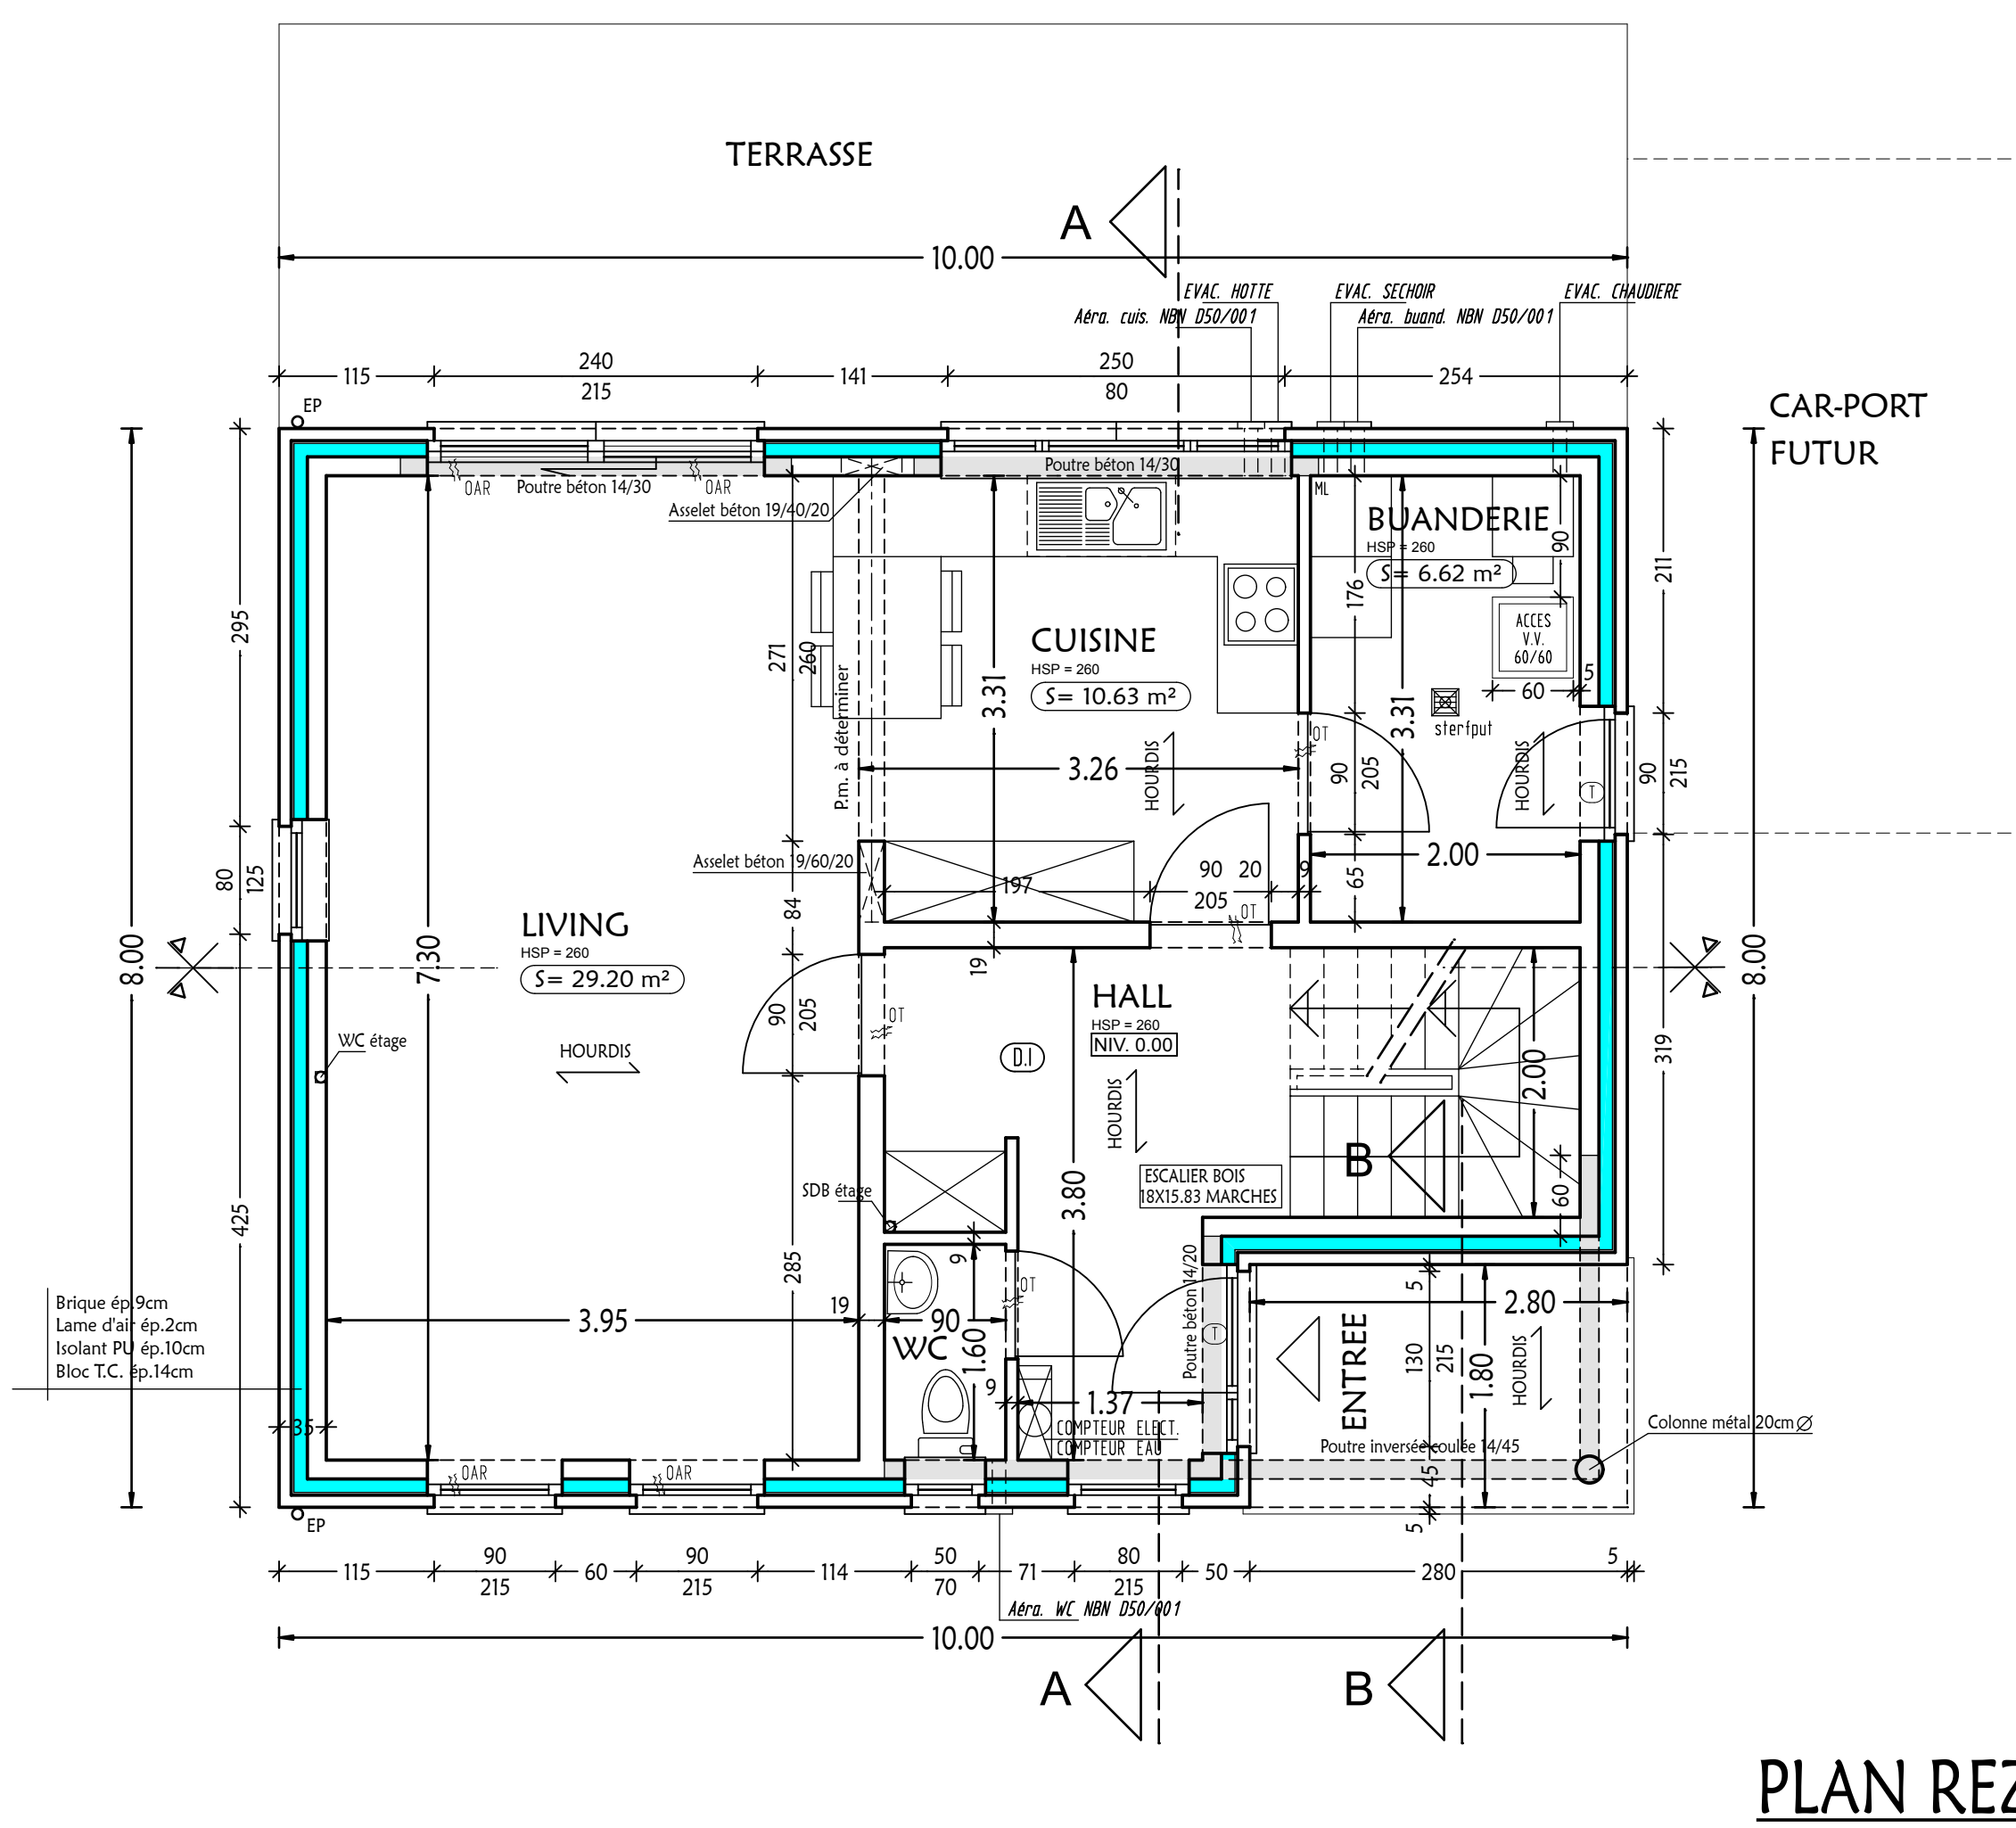 TERRASSE
A
10.00
EVAC. HOTTE
EVAC. SECHOIR
EVAC. CHAUDIERE
Aéra. cuis. NBN D50/001
Aéra. buand. NBN D50/001
115
240
215
141
250
80
254
CAR-PORT
FUTUR
EP
OAR
Poutre béton 14/30
OAR
Asselet béton 19/40/20
Poutre béton 14/30
ML
BUANDERIE
HSP = 260
S= 6.62 m²
90
176
211
295
271
260
P.m. à déterminer
CUISINE
HSP = 260
S= 10.63 m²
3.31
3.31
ACCES
V.V.
60/60
60
5
sterfput
OT
HOURDIS
HOURDIS
3.26
90
205
T
90
215
2.00
65
Asselet béton 19/60/20
197
90
205
20
9
OT
80
125
84
LIVING
HSP = 260
S= 29.20 m²
7.30
8.00
8.00
19
90
205
OT
HALL
HSP = 260
NIV. 0.00
D.I
WC étage
HOURDIS
HOURDIS
2.00
319
B
ESCALIER BOIS
18X15.83 MARCHES
60
SDB étage
3.80
425
285
9
OT
Poutre béton 14/20
T
5
2.80
Brique ép.9cm
Lame d'air ép.2cm
Isolant PU ép.10cm
Bloc T.C. ép.14cm
3.95
19
90
WC
1.60
9
1.37
COMPTEUR ELECT.
COMPTEUR EAU
ENTREE
130
215
1.80
HOURDIS
Colonne métal 20cm Ø
Poutre inversée coulée 14/45
45
5
35
OAR
OAR
EP
115
90
215
60
90
215
114
50
70
71
80
215
50
280
5
Aéra. WC NBN D50/001
10.00
A
B
PLAN REZ